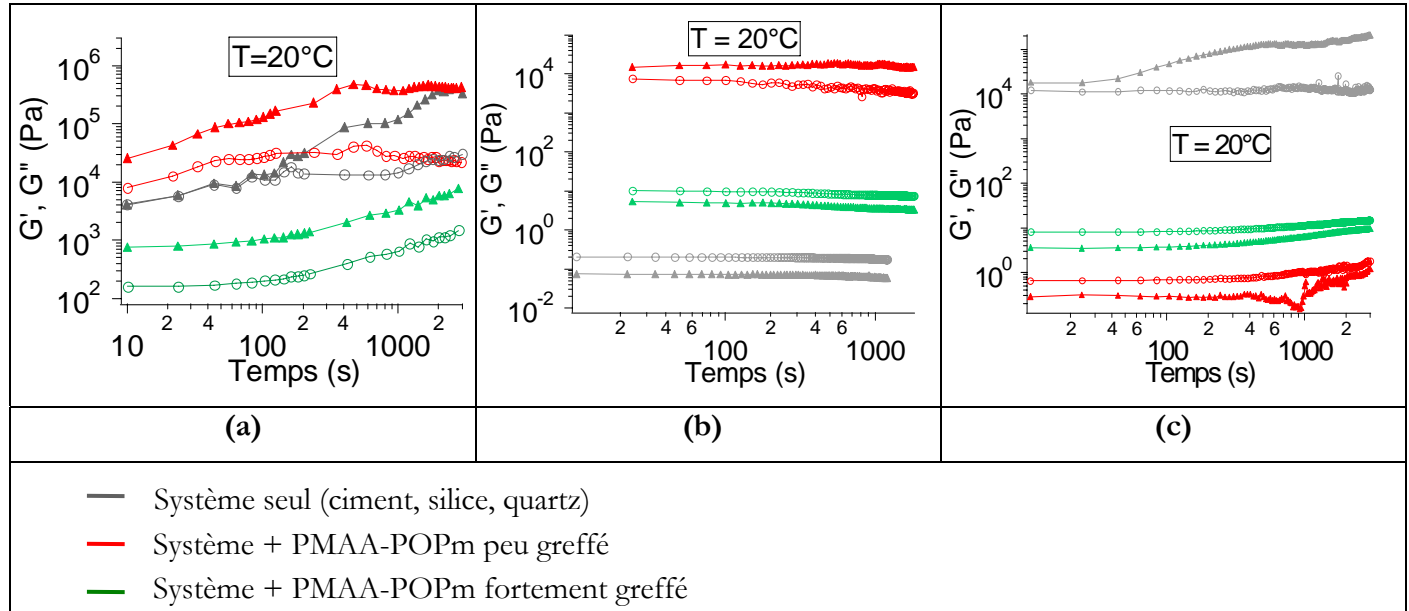 T=20°C
10⁶
10⁵
10⁴
10³
10²
G', G" (Pa)
10 2 4 100 2 4 1000 2
Temps (s)
T = 20°C
10⁴
10²
10⁰
10⁻²
G', G" (Pa)
2 4 6 100 2 4 6 1000
Temps (s)
T = 20°C
10⁴
10²
10⁰
G', G" (Pa)
2 4 6 100 2 4 6 1000 2
Temps (s)
(a) (b) (c)
Système seul (ciment, silice, quartz)
Système + PMAA-POPm peu greffé
Système + PMAA-POPm fortement greffé